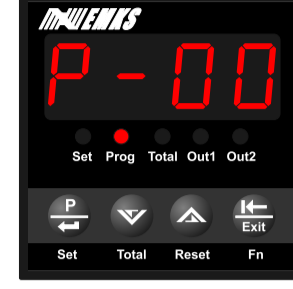 EMKS
P-00
Set Prog Total Out1 Out2
P
Exit
Set Total Reset Fn